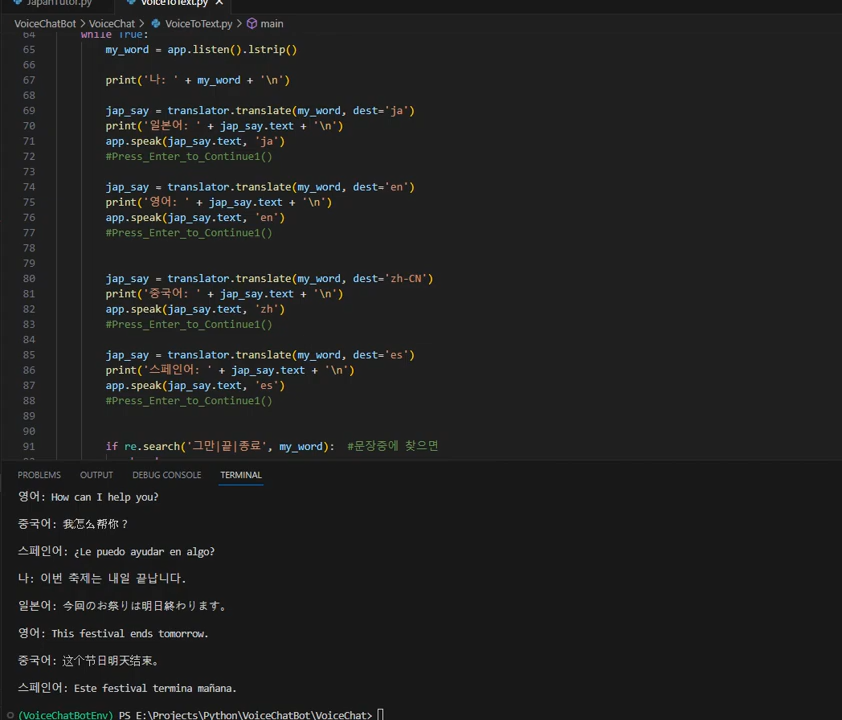 JapanTutor.py
VoiceToText.py ×
VoiceChatBot > VoiceChat > VoiceToText.py > main
64 while True:
65 my_word = app.listen().lstrip()
66
67 print('나: ' + my_word + '\n')
68
69 jap_say = translator.translate(my_word, dest='ja')
70 print('일본어: ' + jap_say.text + '\n')
71 app.speak(jap_say.text, 'ja')
72 #Press_Enter_to_Continue1()
73
74 jap_say = translator.translate(my_word, dest='en')
75 print('영어: ' + jap_say.text + '\n')
76 app.speak(jap_say.text, 'en')
77 #Press_Enter_to_Continue1()
78
79
80 jap_say = translator.translate(my_word, dest='zh-CN')
81 print('중국어: ' + jap_say.text + '\n')
82 app.speak(jap_say.text, 'zh')
83 #Press_Enter_to_Continue1()
84
85 jap_say = translator.translate(my_word, dest='es')
86 print('스페인어: ' + jap_say.text + '\n')
87 app.speak(jap_say.text, 'es')
88 #Press_Enter_to_Continue1()
89
90
91 if re.search('그만|끝|종료', my_word): #문장중에 찾으면
PROBLEMS OUTPUT DEBUG CONSOLE TERMINAL
영어: How can I help you?
중국어: 我怎么帮你？
스페인어: ¿Le puedo ayudar en algo?
나: 이번 축제는 내일 끝납니다.
일본어: 今回のお祭りは明日終わります。
영어: This festival ends tomorrow.
중국어: 这个节日明天结束。
스페인어: Este festival termina mañana.
(VoiceChatBotEnv) PS E:\Projects\Python\VoiceChatBot\VoiceChat>